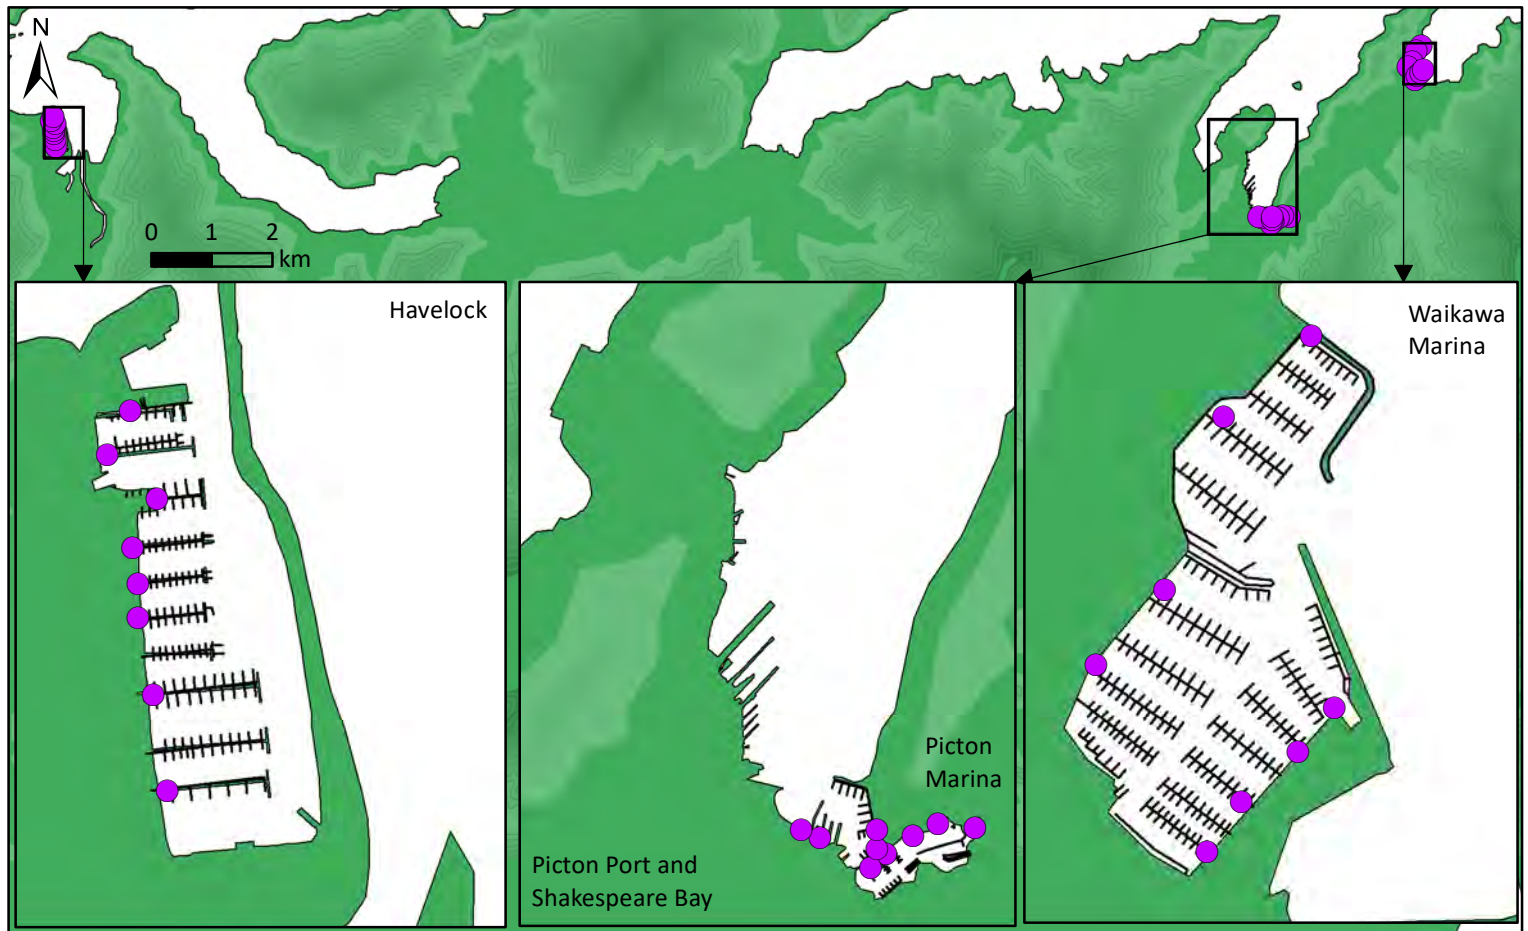 N
0 1 2
km
Havelock
Picton
Marina
Picton Port and
Shakespeare Bay
Waikawa
Marina